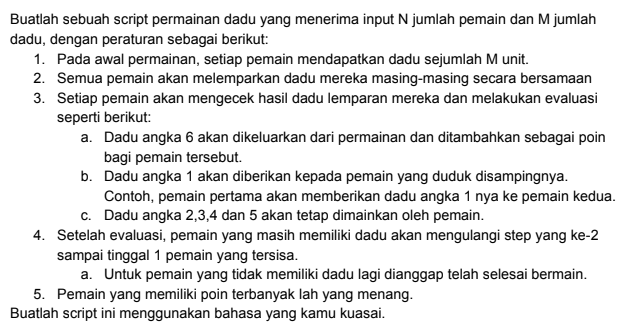 Buatlah sebuah script permainan dadu yang menerima input N jumlah pemain dan M jumlah
dadu, dengan peraturan sebagai berikut:
1. Pada awal permainan, setiap pemain mendapatkan dadu sejumlah M unit.
2. Semua pemain akan melemparkan dadu mereka masing-masing secara bersamaan
3. Setiap pemain akan mengecek hasil dadu lemparan mereka dan melakukan evaluasi
seperti berikut:
a. Dadu angka 6 akan dikeluarkan dari permainan dan ditambahkan sebagai poin
bagi pemain tersebut.
b. Dadu angka 1 akan diberikan kepada pemain yang duduk disampingnya.
Contoh, pemain pertama akan memberikan dadu angka 1 nya ke pemain kedua.
c. Dadu angka 2,3,4 dan 5 akan tetap dimainkan oleh pemain.
4. Setelah evaluasi, pemain yang masih memiliki dadu akan mengulangi step yang ke-2
sampai tinggal 1 pemain yang tersisa.
a. Untuk pemain yang tidak memiliki dadu lagi dianggap telah selesai bermain.
5. Pemain yang memiliki poin terbanyak lah yang menang.
Buatlah script ini menggunakan bahasa yang kamu kuasai.